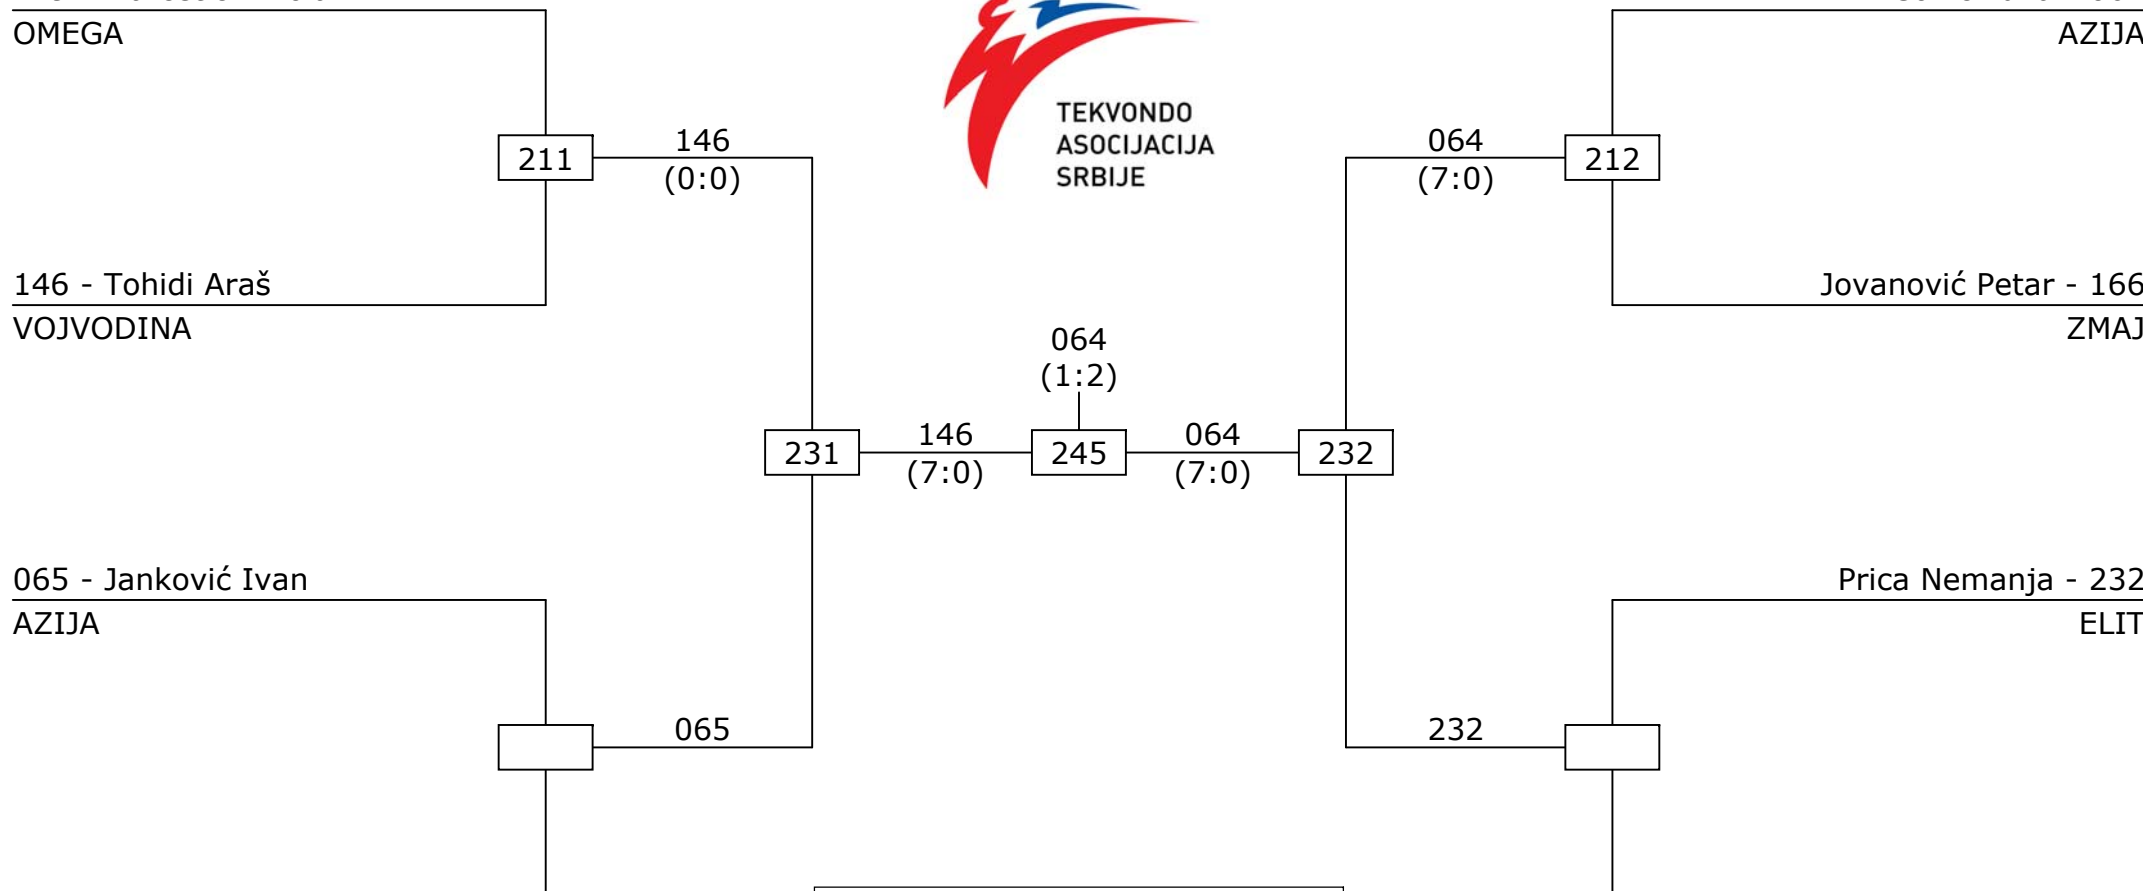 OMEGA
AZIJA
TEKVONDO
ASOCIJACIJA
SRBIJE
146
(0:0)
211
064
(7:0)
212
146 - Tohidi Araš
VOJVODINA
Jovanović Petar - 166
ZMAJ
064
(1:2)
231
146
(7:0)
245
064
(7:0)
232
065 - Janković Ivan
AZIJA
Prica Nemanja - 232
ELIT
065
232